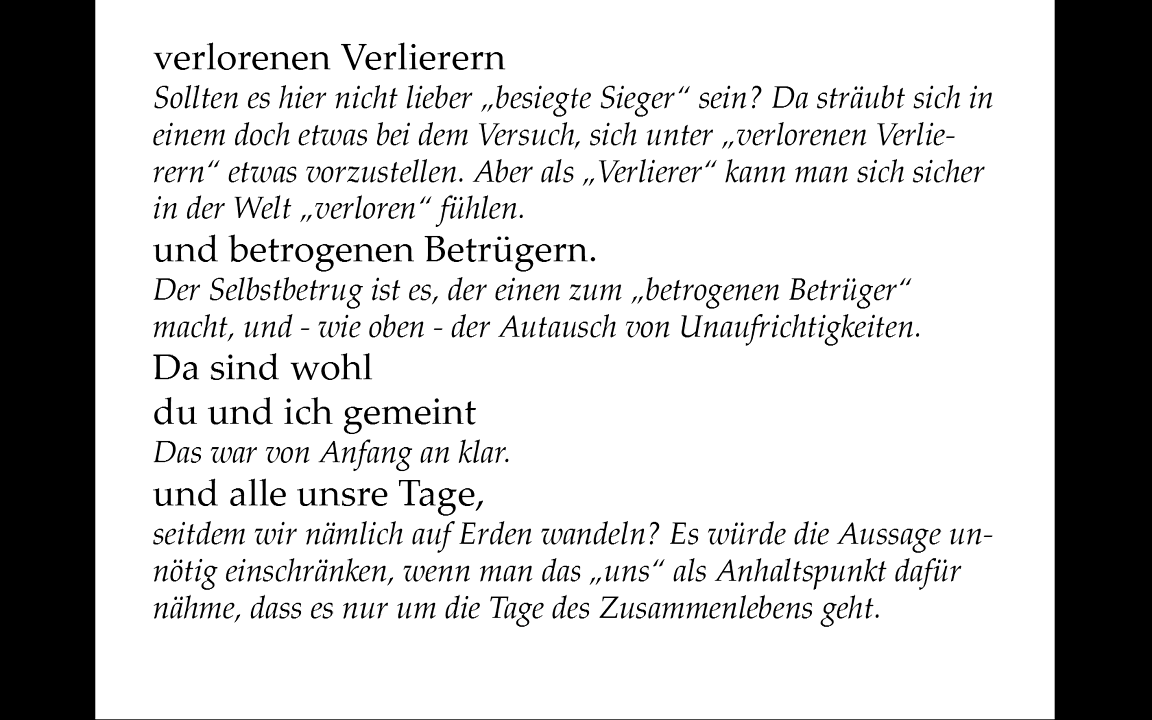 verlorenen Verlierern
Sollten es hier nicht lieber „besiegte Sieger“ sein? Da sträubt sich in
einem doch etwas bei dem Versuch, sich unter „verlorenen Verlie-
rern“ etwas vorzustellen. Aber als „Verlierer“ kann man sich sicher
in der Welt „verloren“ fühlen.
und betrogenen Betrügern.
Der Selbstbetrug ist es, der einen zum „betrogenen Betrüger“
macht, und - wie oben - der Autausch von Unaufrichtigkeiten.
Da sind wohl
du und ich gemeint
Das war von Anfang an klar.
und alle unsre Tage,
seitdem wir nämlich auf Erden wandeln? Es würde die Aussage un-
nötig einschränken, wenn man das „uns“ als Anhaltspunkt dafür
nähme, dass es nur um die Tage des Zusammenlebens geht.